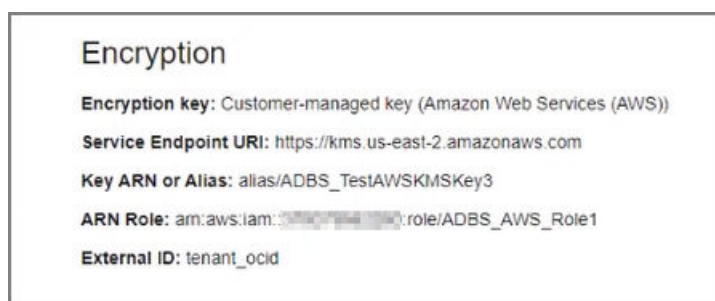 Encryption
Encryption key: Customer-managed key (Amazon Web Services (AWS))
Service Endpoint URI: https://kms.us-east-2.amazonaws.com
Key ARN or Alias: alias/ADBS_TestAWSKMSKey3
ARN Role: arn:aws:iam:::role/ADBS_AWS_Role1
External ID: tenant_ocid